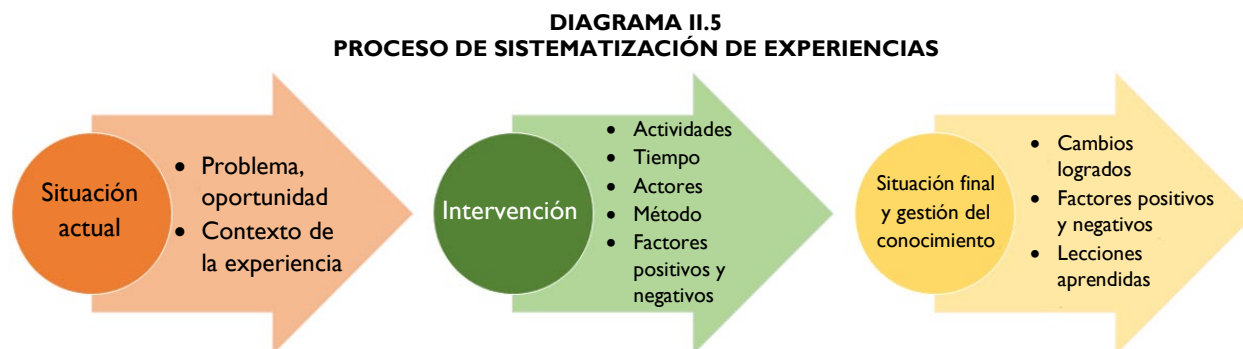 DIAGRAMA II.5
PROCESO DE SISTEMATIZACIÓN DE EXPERIENCIAS
Situación
actual
• Problema,
oportunidad
• Contexto de
la experiencia
Intervención
• Actividades
• Tiempo
• Actores
• Método
• Factores
positivos y
negativos
Situación final
y gestión del
conocimiento
• Cambios
logrados
• Factores positivos
y negativos
• Lecciones
aprendidas